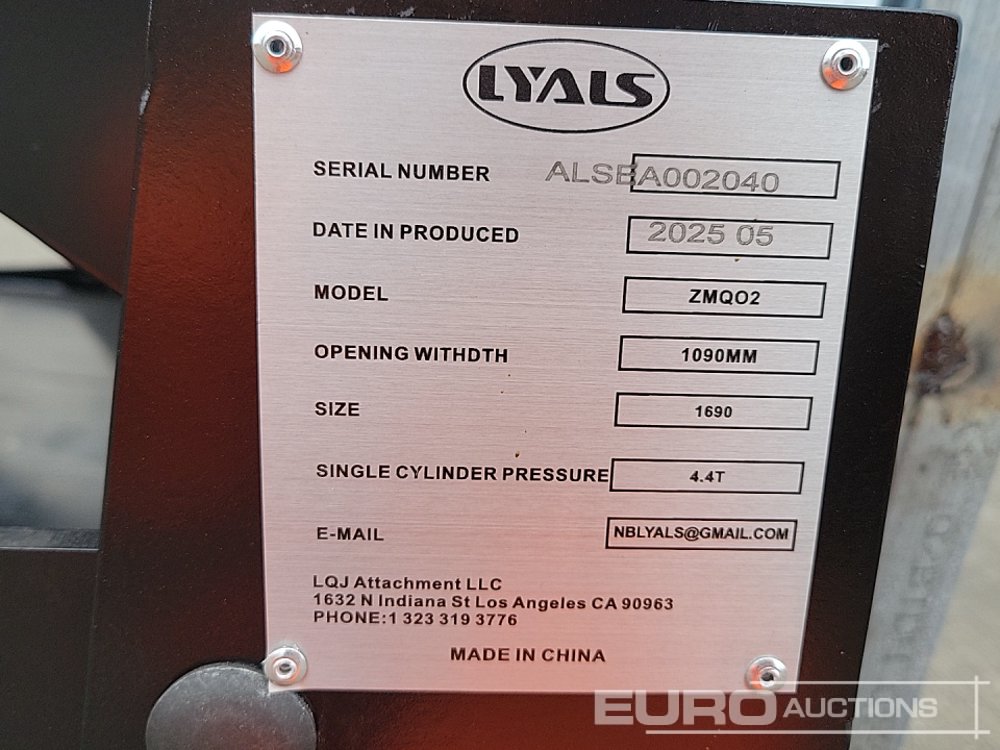 LYALS
SERIAL NUMBER ALSEA002040
DATE IN PRODUCED 2025 05
MODEL ZMQO2
OPENING WITHDTH 1090MM
SIZE 1690
SINGLE CYLINDER PRESSURE 4.4T
E-MAIL NBLYALS@GMAIL.COM
LQJ Attachment LLC
1632 N Indiana St Los Angeles CA 90963
PHONE:1 323 319 3776
MADE IN CHINA
EURO AUCTIONS